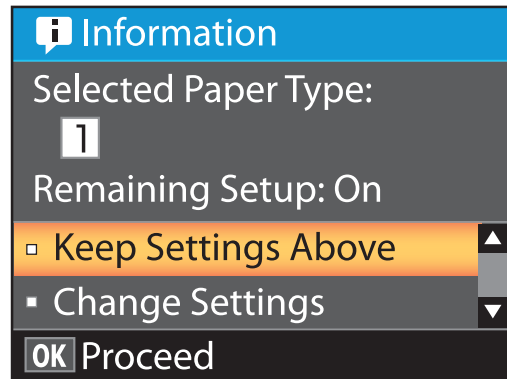 Information
Selected Paper Type:
1
Remaining Setup: On
Keep Settings Above
Change Settings
OK Proceed